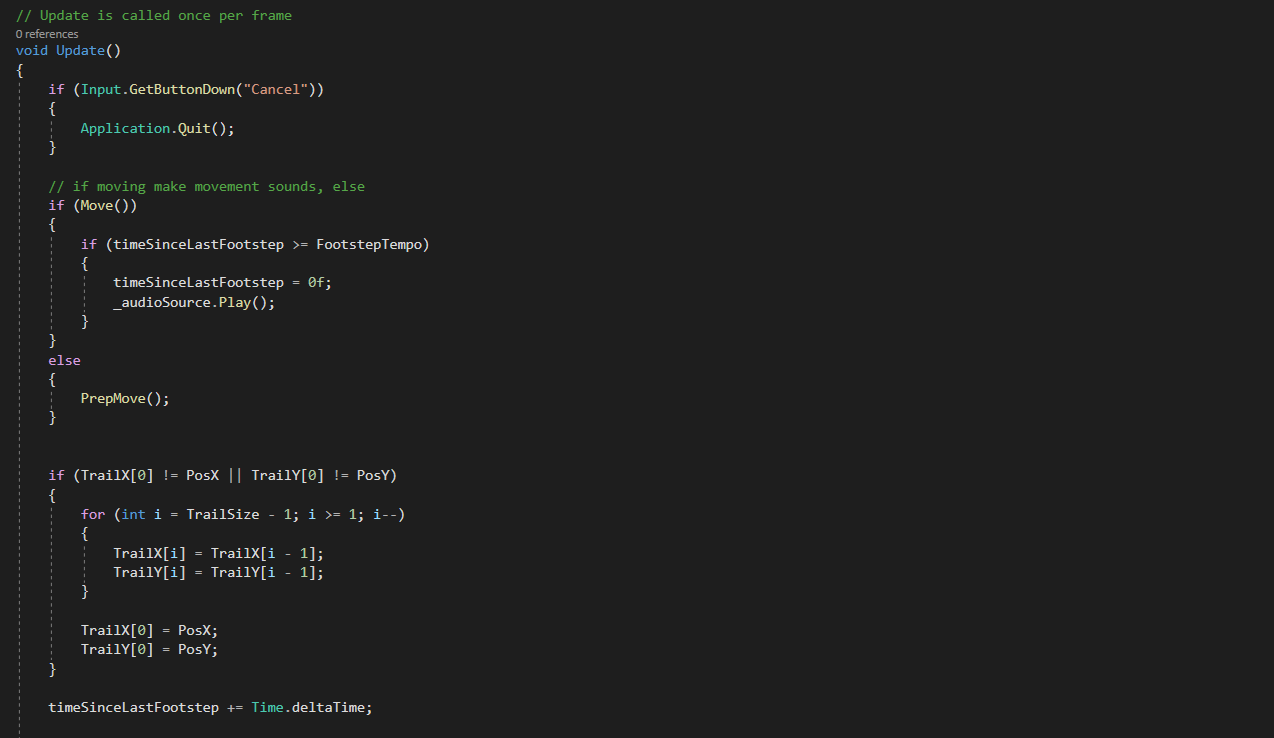 // Update is called once per frame
0 references
void Update()
{
if (Input.GetButtonDown("Cancel"))
{
Application.Quit();
}
// if moving make movement sounds, else
if (Move())
{
if (timeSinceLastFootstep >= FootstepTempo)
{
timeSinceLastFootstep = 0f;
_audioSource.Play();
}
}
else
{
PrepMove();
}
if (TrailX[0] != PosX || TrailY[0] != PosY)
{
for (int i = TrailSize - 1; i >= 1; i--)
{
TrailX[i] = TrailX[i - 1];
TrailY[i] = TrailY[i - 1];
}
TrailX[0] = PosX;
TrailY[0] = PosY;
}
timeSinceLastFootstep += Time.deltaTime;